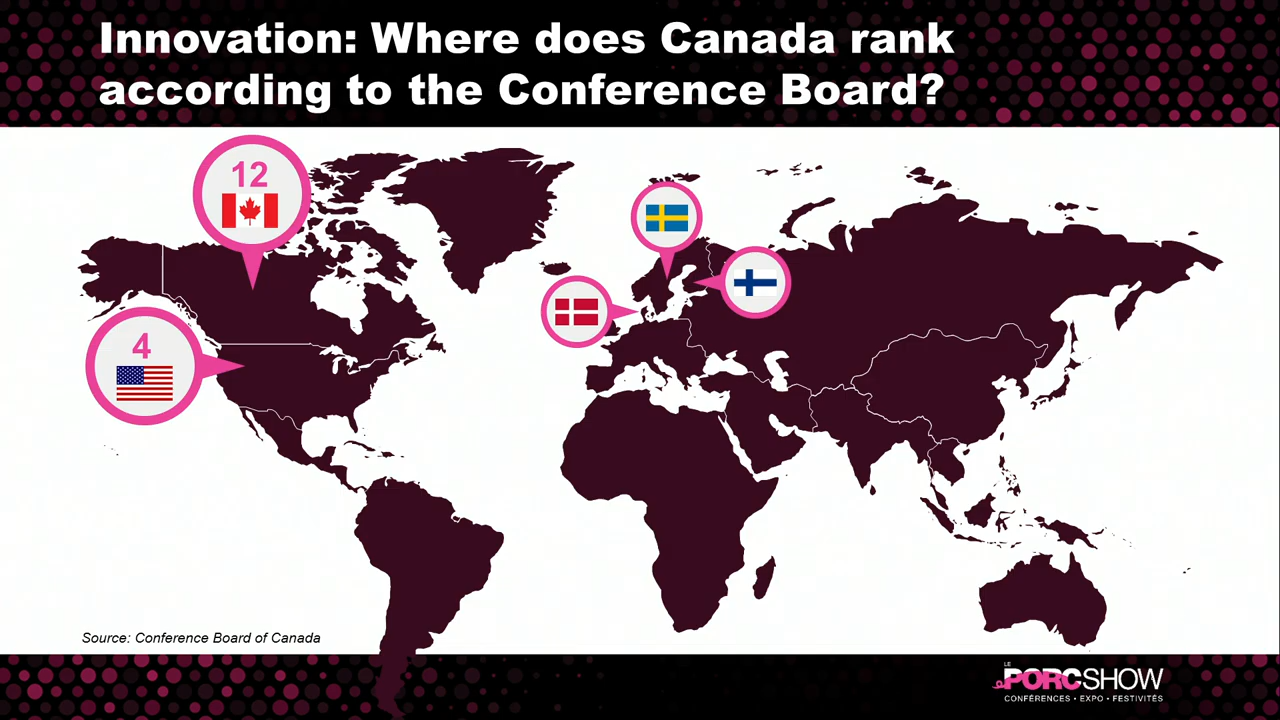 Innovation: Where does Canada rank
according to the Conference Board?
12
4
Source: Conference Board of Canada
LE
PORCSHOW
CONFÉRENCES • EXPO • FESTIVITÉS